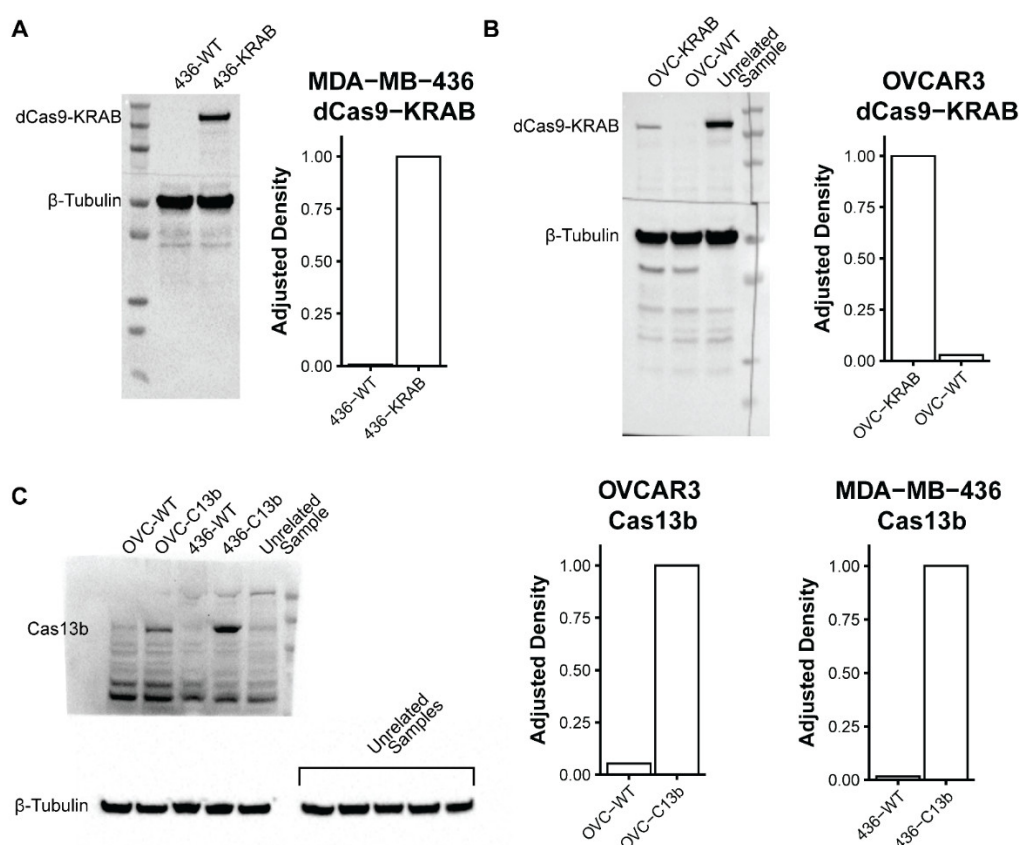 A
436-WT
436-KRAB
dCas9-KRAB
β-Tubulin
MDA−MB−436
dCas9−KRAB
Adjusted Density
1.00
0.75
0.50
0.25
0.00
436−WT
436−KRAB
B
OVC-KRAB
OVC-WT
Unrelated
Sample
dCas9-KRAB
β-Tubulin
OVCAR3
dCas9−KRAB
Adjusted Density
1.00
0.75
0.50
0.25
0.00
OVC−KRAB
OVC−WT
C
OVC-WT
OVC-C13b
436-WT
436-C13b
Unrelated
Sample
Cas13b
Unrelated
Samples
β-Tubulin
OVCAR3
Cas13b
Adjusted Density
1.00
0.75
0.50
0.25
0.00
OVC−WT
OVC−C13b
MDA−MB−436
Cas13b
Adjusted Density
1.00
0.75
0.50
0.25
0.00
436−WT
436−C13b